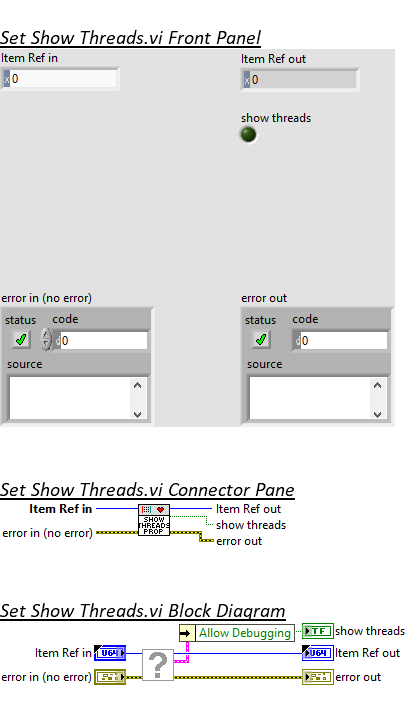 Set Show Threads.vi Front Panel
Item Ref in
Item Ref out
x 0
x 0
show threads
error in (no error)
error out
status code
status code
d 0
d 0
source
source
Set Show Threads.vi Connector Pane
Item Ref in
Item Ref out
SHOW
THREADS
PROP
show threads
error in (no error)
error out
Set Show Threads.vi Block Diagram
Allow Debugging
TF
show threads
Item Ref in
U64
?
U64
Item Ref out
error in (no error)
error out